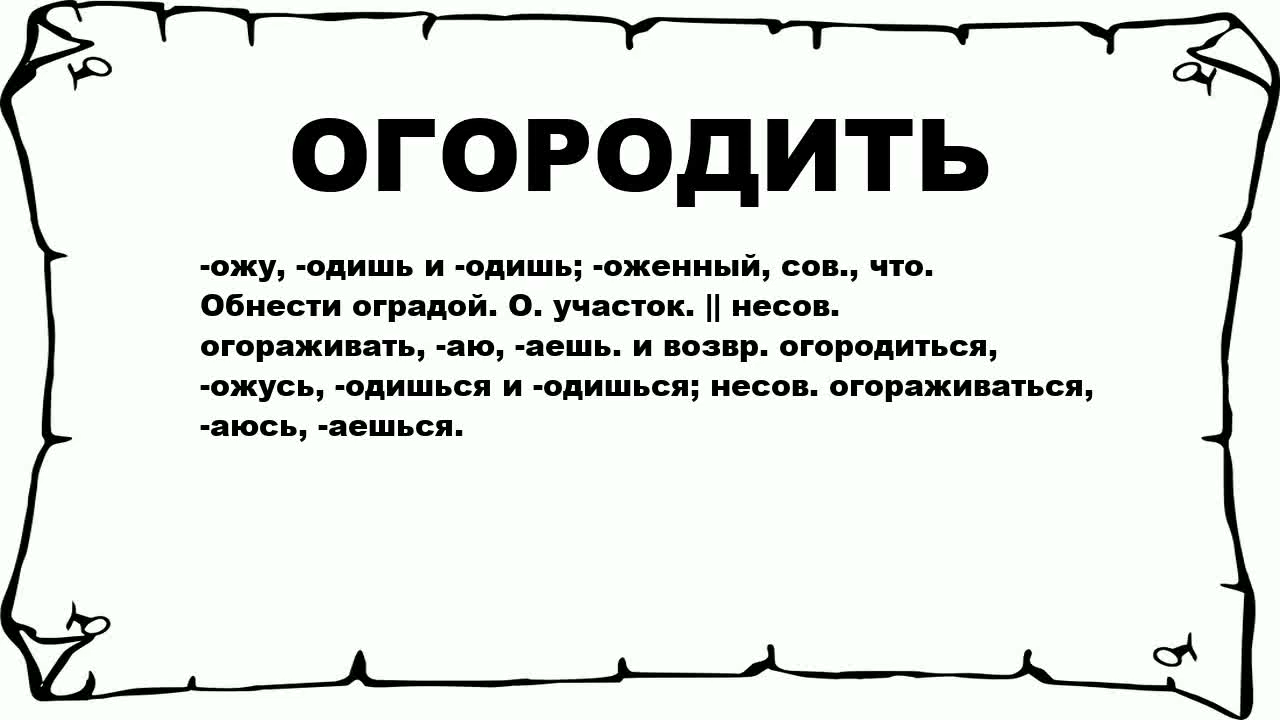 ОГОРОДИТЬ
-ожу, -одишь и -одишь; -оженный, сов., что.
Обнести оградой. О. участок. || несов.
огораживать, -аю, -аешь. и возвр. огородиться,
-ожусь, -одишься и -одишься; несов. огораживаться,
-аюсь, -аешься.